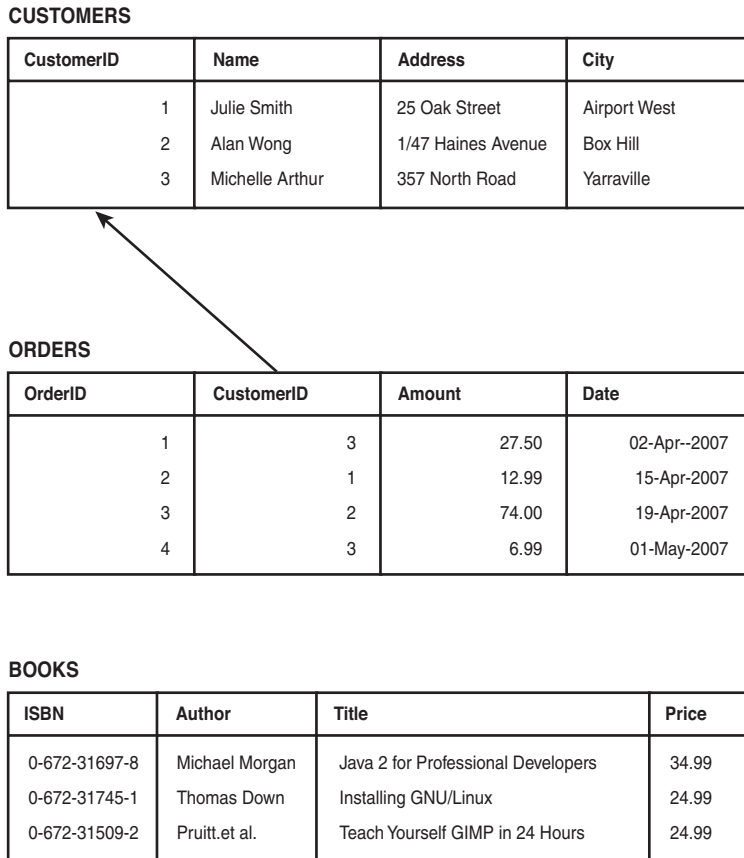 CUSTOMERS
CustomerID Name Address City
1 Julie Smith 25 Oak Street Airport West
2 Alan Wong 1/47 Haines Avenue Box Hill
3 Michelle Arthur 357 North Road Yarraville
ORDERS
OrderID CustomerID Amount Date
1 3 27.50 02-Apr--2007
2 1 12.99 15-Apr-2007
3 2 74.00 19-Apr-2007
4 3 6.99 01-May-2007
BOOKS
ISBN Author Title Price
0-672-31697-8 Michael Morgan Java 2 for Professional Developers 34.99
0-672-31745-1 Thomas Down Installing GNU/Linux 24.99
0-672-31509-2 Pruitt.et al. Teach Yourself GIMP in 24 Hours 24.99